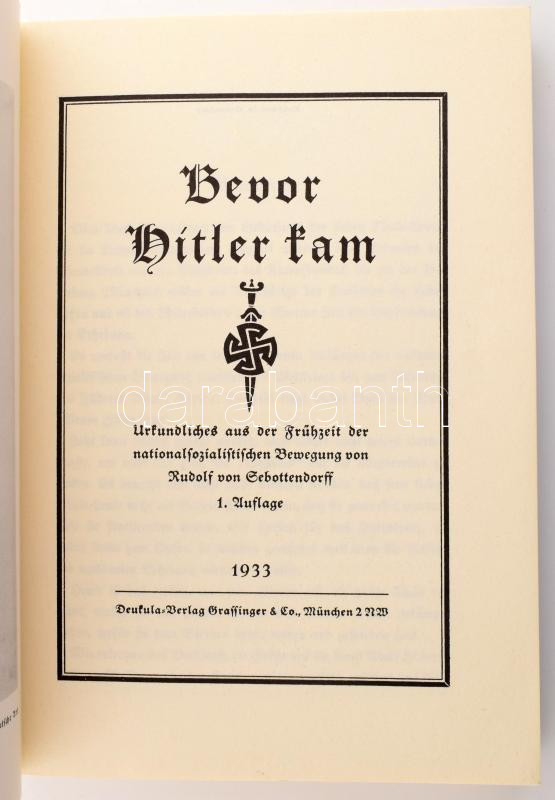 Bevor
Hitler kam
darabanth
Urkundliches aus der Frühzeit der
nationalsozialistischen Bewegung von
Rudolf von Sebottendorff
1. Auflage
1933
Deukula-Verlag Grassinger & Co., München 2 NW